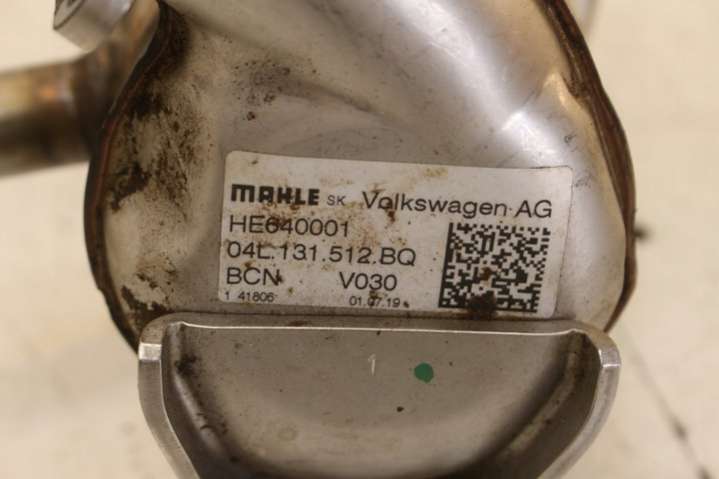 MAHLE SK Volkswagen AG
HE640001
04L.131.512.BQ
BCN V030
1 41806 01.07.19
1